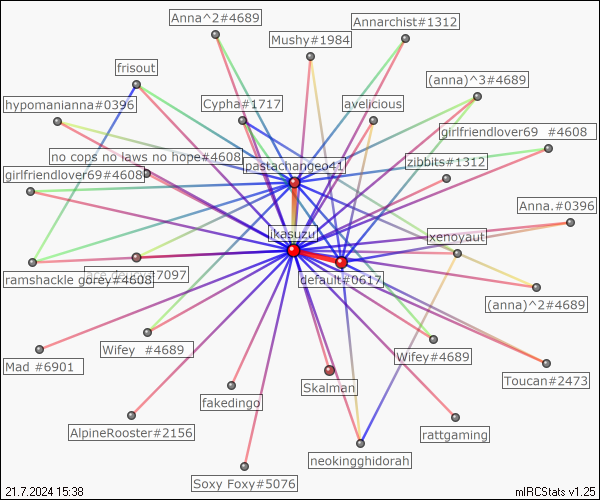 Anna^2#4689
Annarchist#1312
Mushy#1984
frisout
(anna)^3#4689
hypomanianna#0396
Cypha#1717
avelicious
girlfriendlover69 #4608
no cops no laws no hope#4608
pastachangeo41
zibbits#1312
girlfriendlover69#4608
Anna.#0396
jkasuzu
xenoyaut
ramshackle gorey#4608
#7097
default#0617
(anna)^2#4689
Mad #6901
Wifey #4689
Wifey#4689
Toucan#2473
Skalman
fakedingo
AlpineRooster#2156
rattgaming
neokingghidorah
Soxy Foxy#5076
21.7.2024 15:38
mIRCStats v1.25